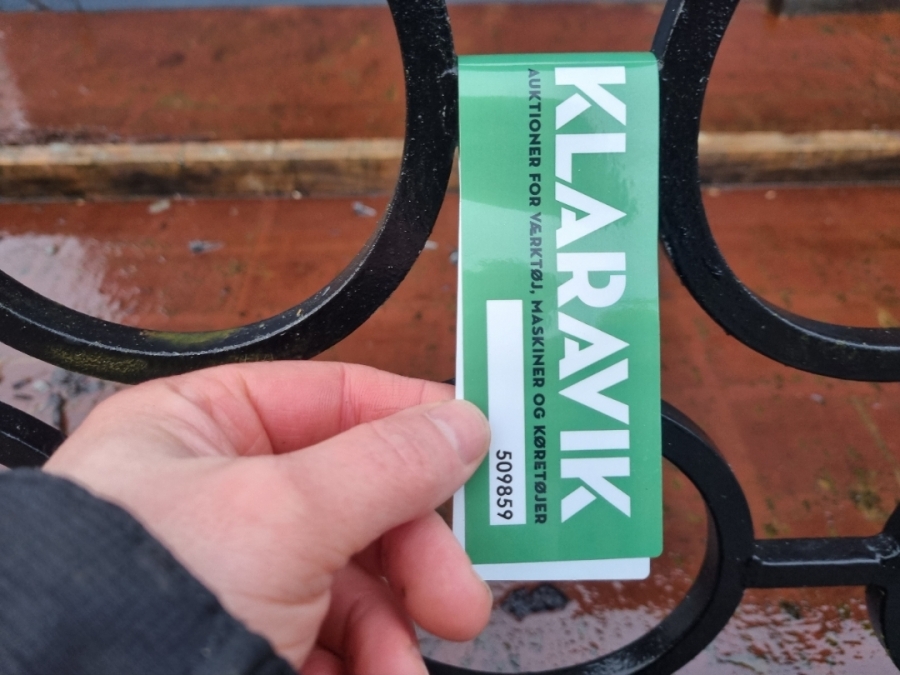 KLARAVIK
AUKTIONER FOR VÆRKTØJ, MASKINER OG KØRETØJER
509859